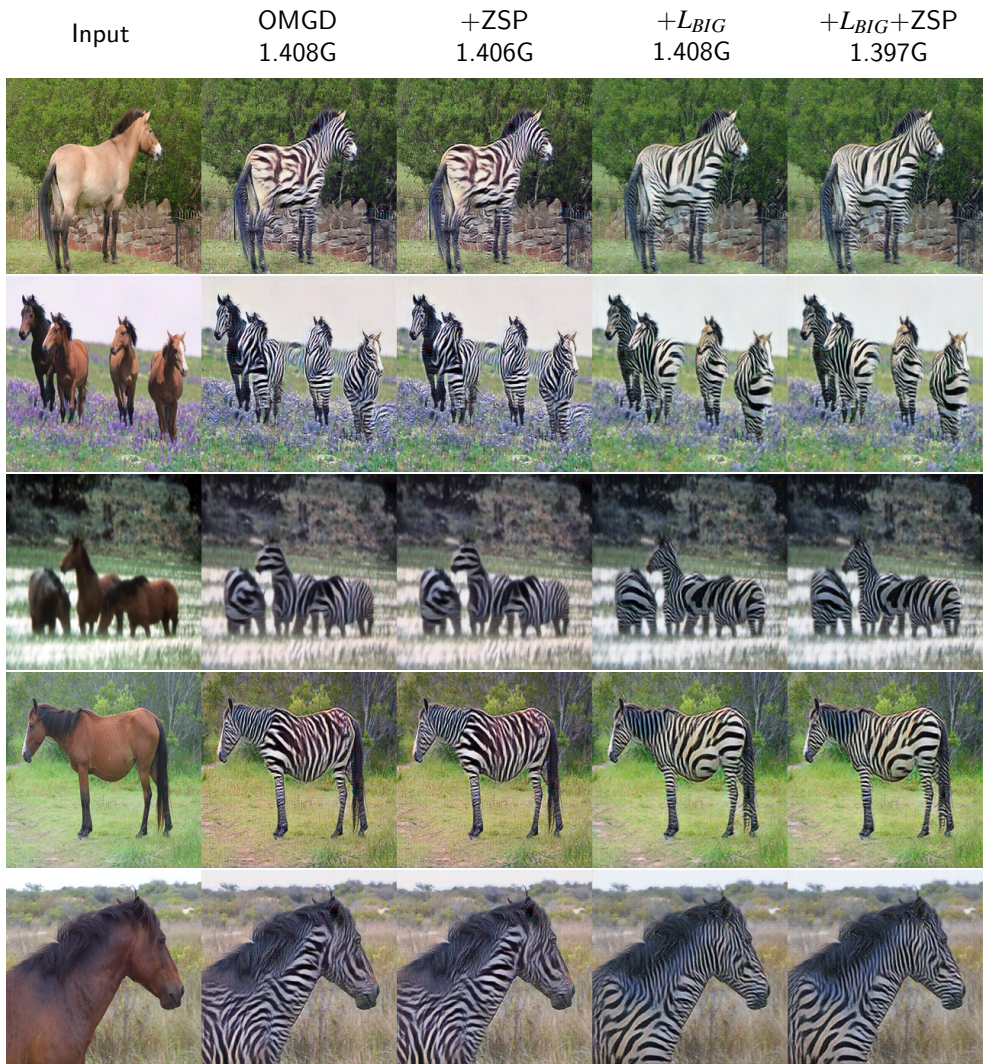 Input
OMGD
1.408G
+ZSP
1.406G
+L_BIG
1.408G
+L_BIG+ZSP
1.397G